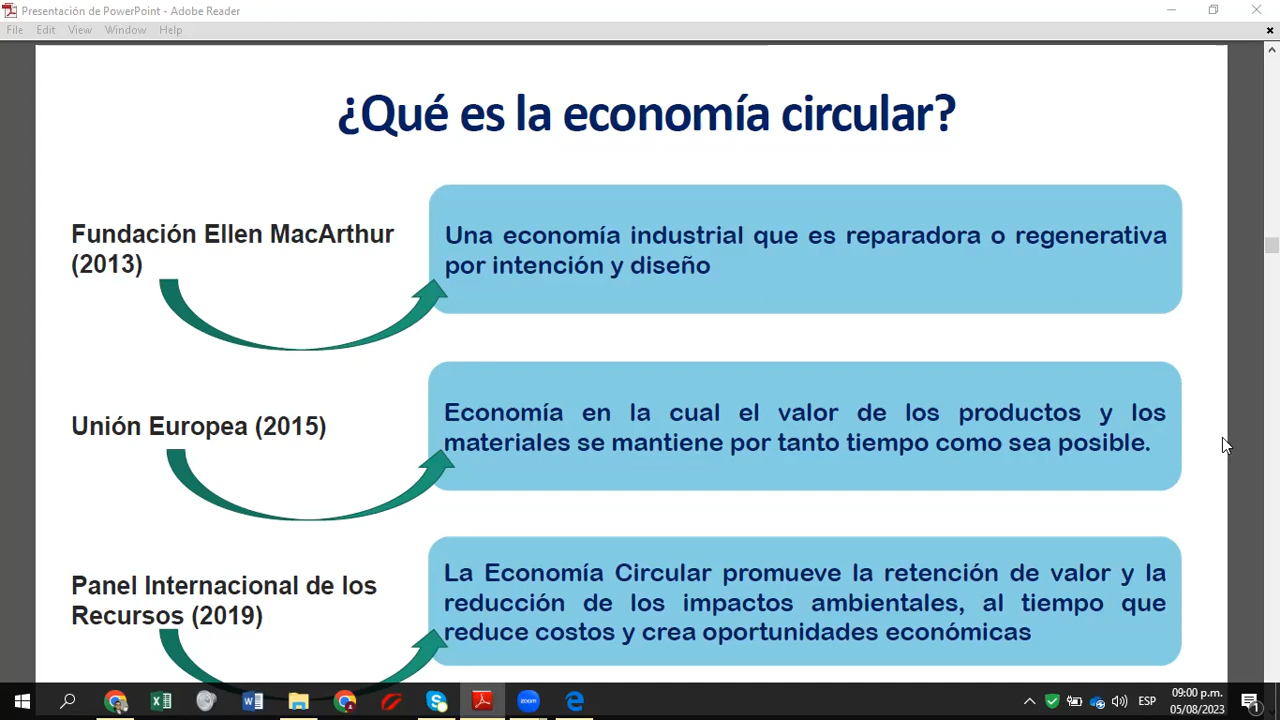 Presentación de PowerPoint - Adobe Reader
File Edit View Window Help
¿Qué es la economía circular?
Fundación Ellen MacArthur
(2013)
Una economía industrial que es reparadora o regenerativa
por intención y diseño
Unión Europea (2015)
Economía en la cual el valor de los productos y los
materiales se mantiene por tanto tiempo como sea posible.
Panel Internacional de los
Recursos (2019)
La Economía Circular promueve la retención de valor y la
reducción de los impactos ambientales, al tiempo que
reduce costos y crea oportunidades económicas
zoom
ESP
09:00 p.m.
05/08/2023
1